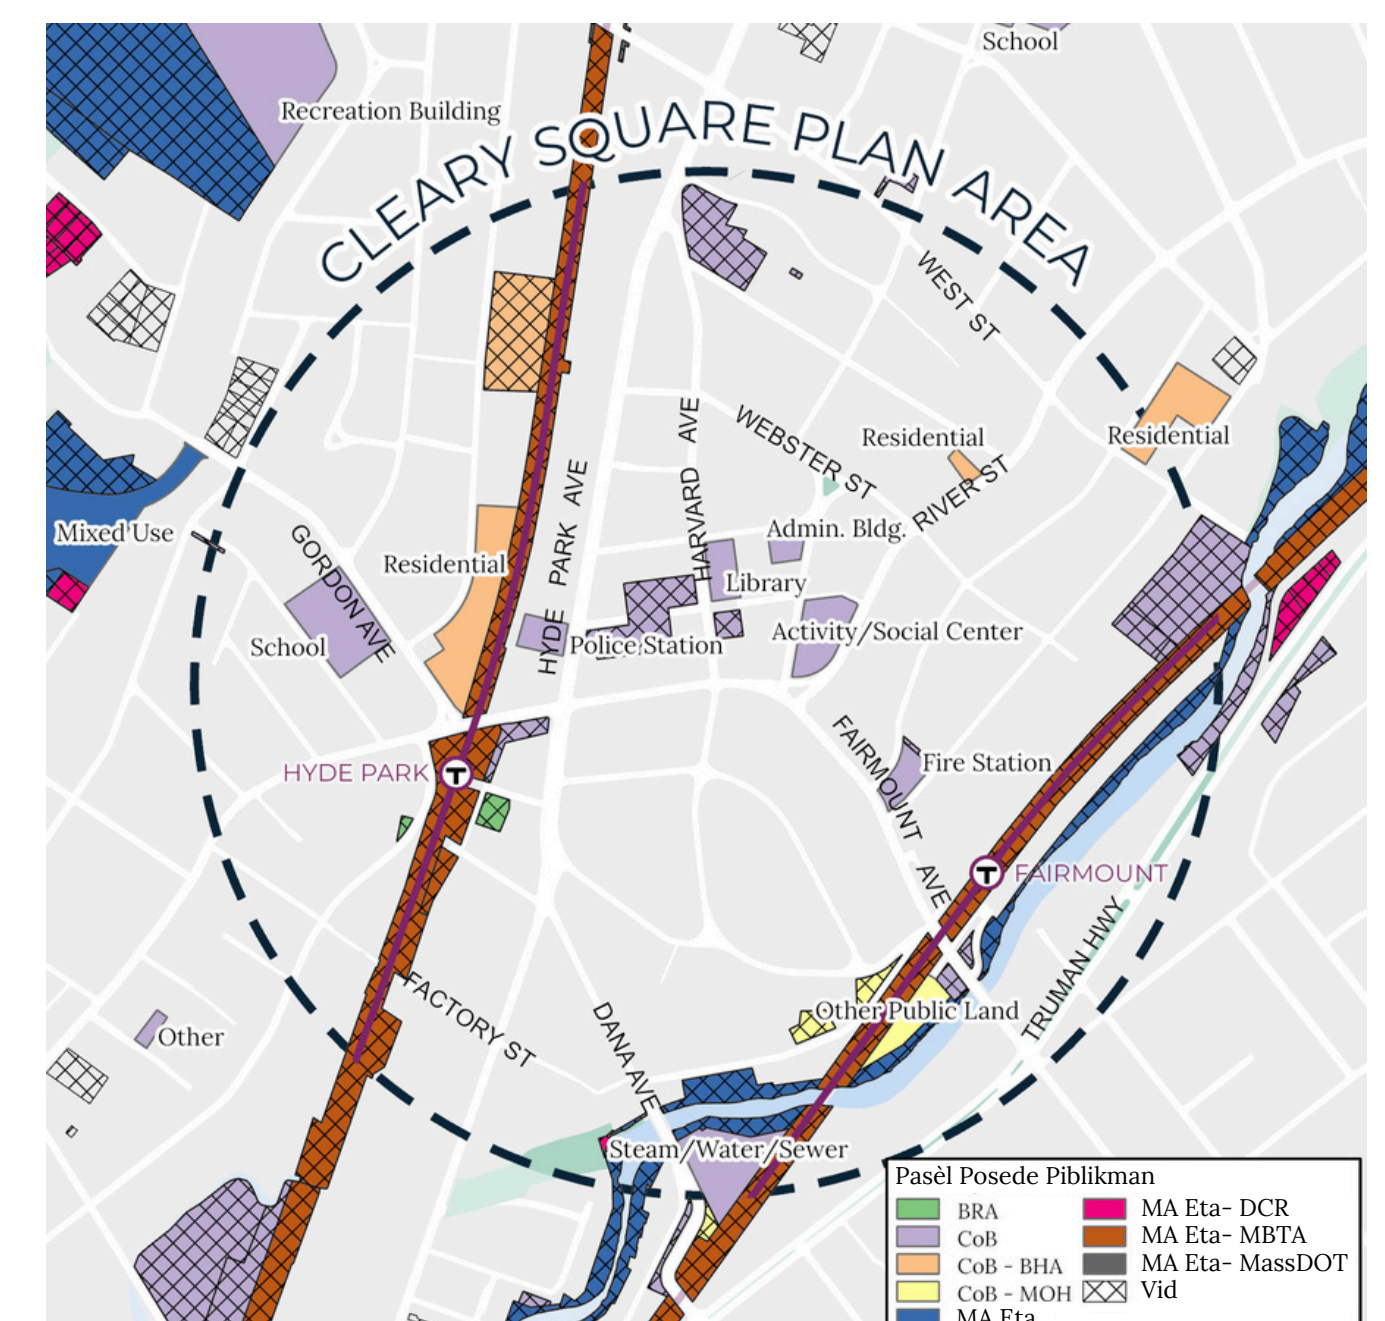 School
Recreation Building
CLEARY SQUARE PLAN AREA
WEST ST
HARVARD AVE
WEBSTER ST
Residential
Residential
RIVER ST
HYDE PARK AVE
Admin. Bldg.
Mixed Use
GORDON AVE
Residential
Library
School
Police Station
Activity/Social Center
FAIRMOUNT AVE
Fire Station
HYDE PARK
T
T
FAIRMOUNT
TRUMAN HWY
FACTORY ST
Other Public Land
DANA AVE
Other
Steam/Water/Sewer
Pasèl Posede Piblikman
BRA
CoB
CoB - BHA
CoB - MOH
MA Eta
MA Eta- DCR
MA Eta- MBTA
MA Eta- MassDOT
Vid